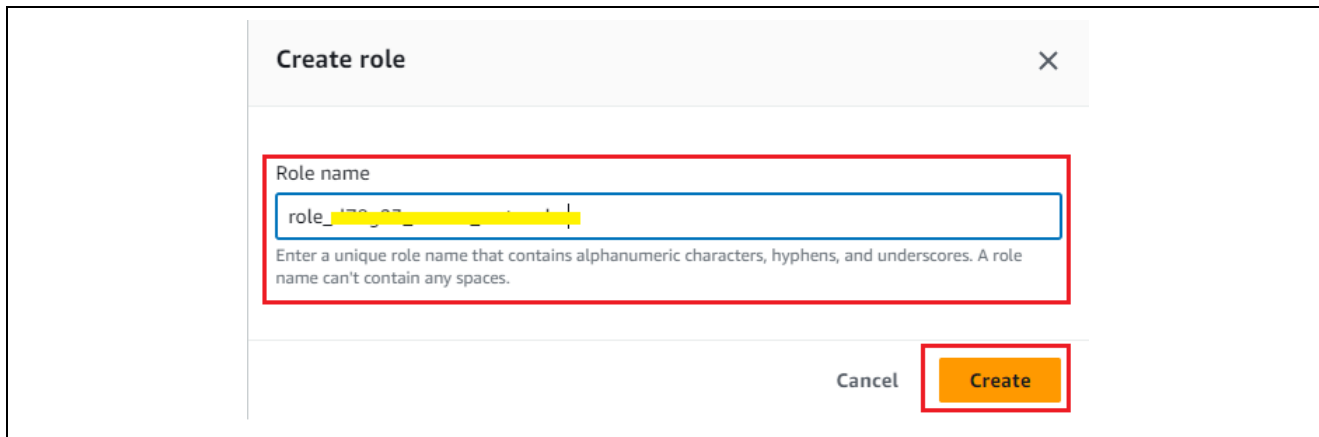 Create role
Role name
role_
Enter a unique role name that contains alphanumeric characters, hyphens, and underscores. A role
name can't contain any spaces.
Cancel
Create